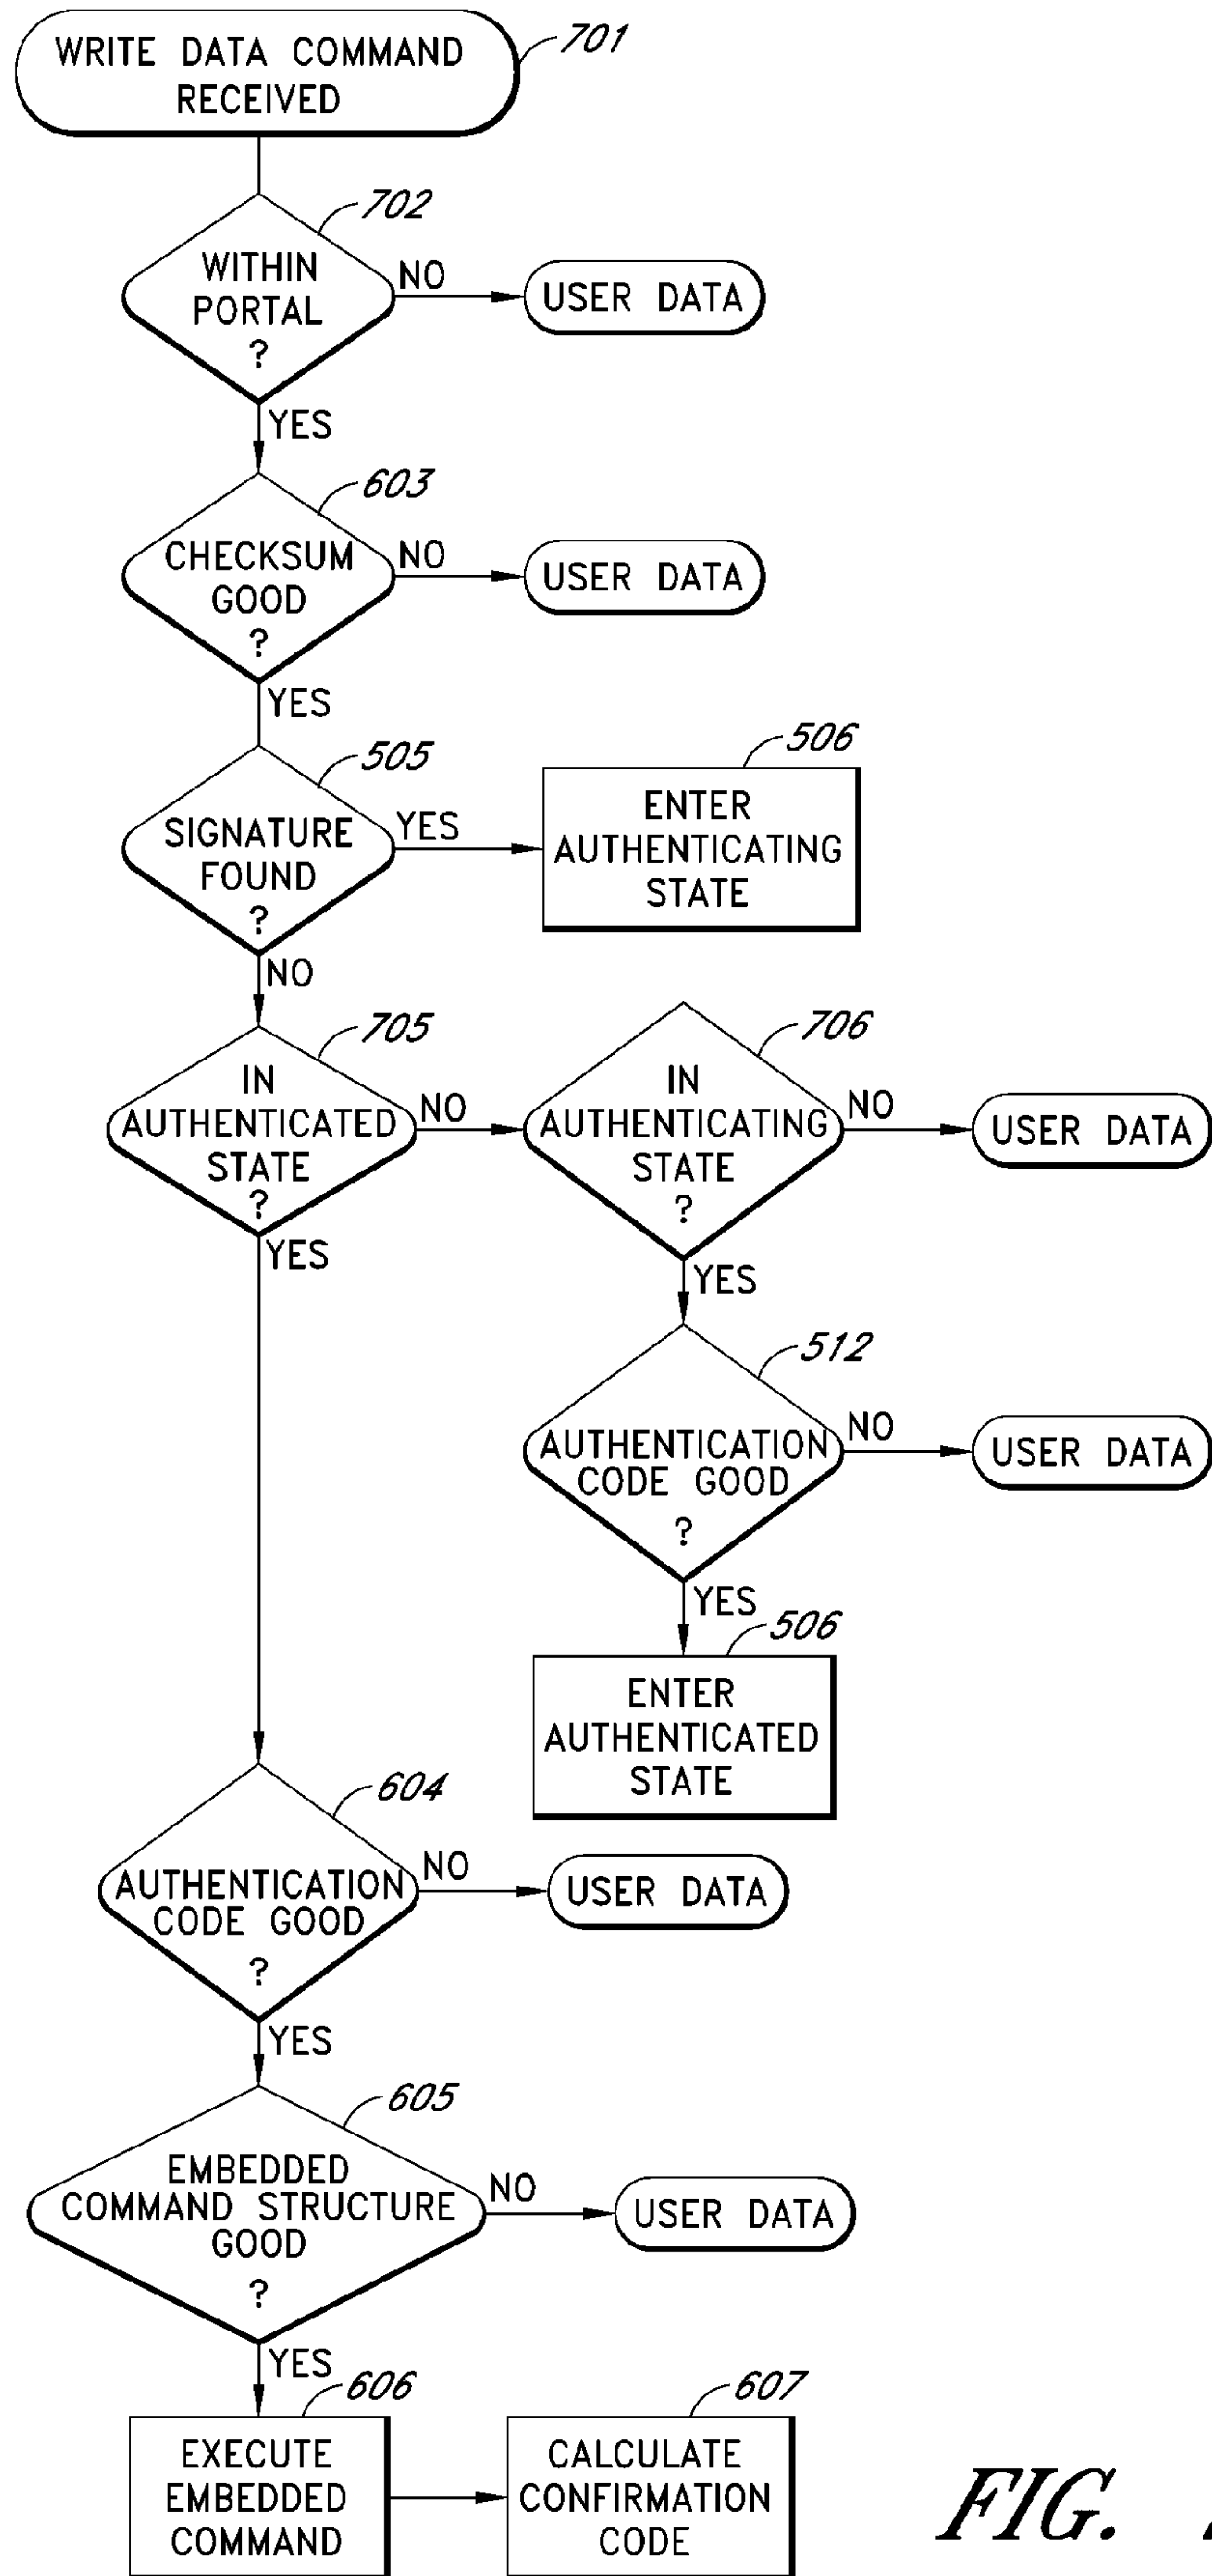 WRITE DATA COMMAND
RECEIVED
701
702
WITHIN
PORTAL
?
NO
USER DATA
YES
603
CHECKSUM
GOOD
?
NO
USER DATA
YES
505
SIGNATURE
FOUND
?
YES
506
ENTER
AUTHENTICATING
STATE
NO
705
IN
AUTHENTICATED
STATE
?
NO
YES
706
IN
AUTHENTICATING
STATE
?
NO
USER DATA
YES
512
AUTHENTICATION
CODE GOOD
?
NO
USER DATA
YES
506
ENTER
AUTHENTICATED
STATE
604
AUTHENTICATION
CODE GOOD
?
NO
USER DATA
YES
605
EMBEDDED
COMMAND STRUCTURE
GOOD
?
NO
USER DATA
YES
606
EXECUTE
EMBEDDED
COMMAND
607
CALCULATE
CONFIRMATION
CODE
FIG.